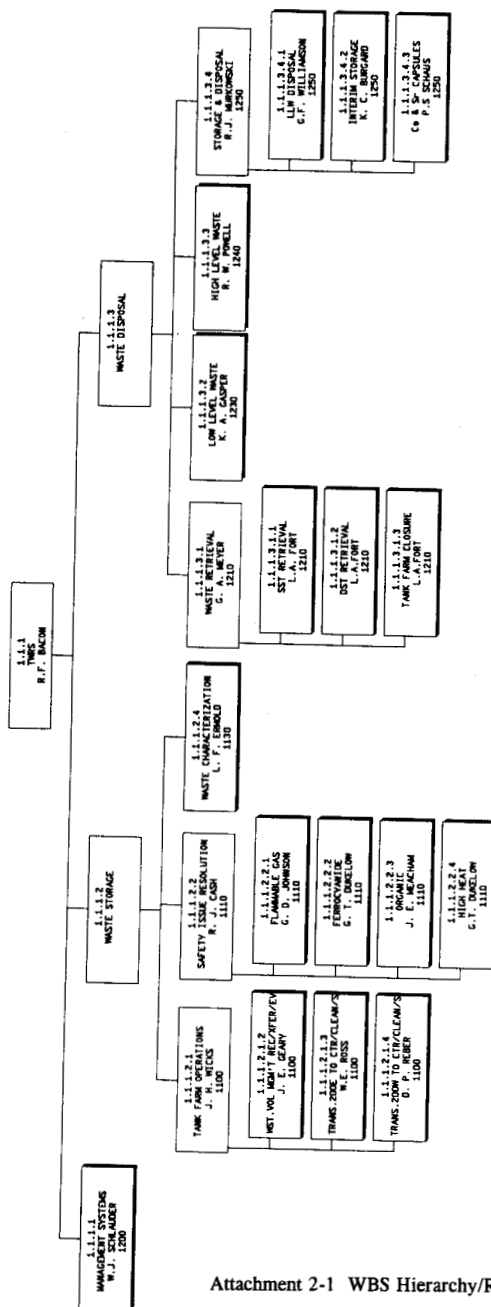 1.1.1
TWRS
R.F. BACON
1.1.1.1
MANAGEMENT SYSTEMS
W.J. SCHLAUDER
1200
1.1.1.2
WASTE STORAGE
1.1.1.3
WASTE DISPOSAL
1.1.1.2.1
TANK FARM OPERATIONS
J. H. WICKS
1100
1.1.1.2.2
SAFETY ISSUE RESOLUTION
R. J. CASH
1110
1.1.1.2.4
WASTE CHARACTERIZATION
L. F. ERMOLD
1130
1.1.1.3.1
WASTE RETRIEVAL
G. A. MEYER
1210
1.1.1.3.2
LOW LEVEL WASTE
K. A. GASPER
1230
1.1.1.3.3
HIGH LEVEL WASTE
R. W. POWELL
1240
1.1.1.3.4
STORAGE & DISPOSAL
R.J. MURKOWSKI
1250
1.1.1.2.1.2
WST.VOL MGM'T REC/XFER/EV
J. E. GEARY
1100
1.1.1.2.1.3
TRANS.200E TO CTR/CLEAN/S
W.E. ROSS
1100
1.1.1.2.1.4
TRANS.200W TO CTR/CLEAN/S
D. P. REBER
1100
1.1.1.2.2.1
FLAMMABLE GAS
G. D. JOHNSON
1110
1.1.1.2.2.2
FERROCYANIDE
G. T. DUKELOW
1110
1.1.1.2.2.3
ORGANIC
J. E. MEACHAM
1110
1.1.1.2.2.4
HIGH HEAT
G.T. DUKELOW
1110
1.1.1.3.1.1
SST RETRIEVAL
L.A. FORT
1210
1.1.1.3.1.2
DST RETRIEVAL
L.A.FORT
1210
1.1.1.3.1.3
TANK FARM CLOSURE
L.A.FORT
1210
1.1.1.3.4.1
LLW DISPOSAL
G.F. WILLIAMSON
1250
1.1.1.3.4.2
INTERIM STORAGE
K. C. BURGARD
1250
1.1.1.3.4.3
Cs & Sr CAPSULES
P.S SCHAUS
1250
Attachment 2-1 WBS Hierarchy/R